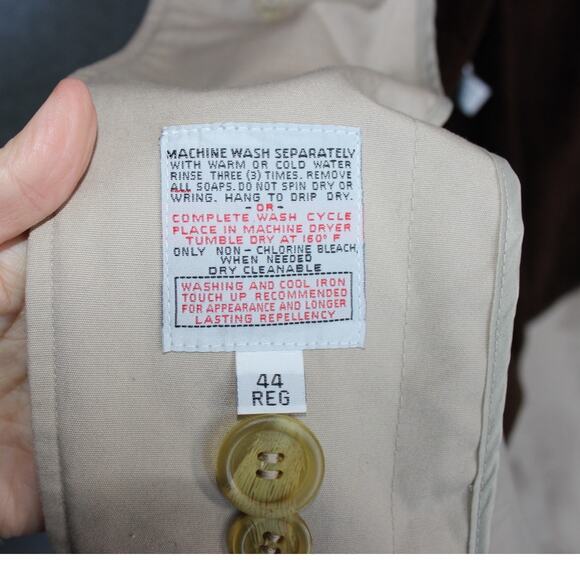 MACHINE WASH SEPARATELY
WITH WARM OR COLD WATER
RINSE THREE (3) TIMES. REMOVE
ALL SOAPS. DO NOT SPIN DRY OR
WRING. HANG TO DRIP DRY.
- OR -
COMPLETE WASH CYCLE
PLACE IN MACHINE DRYER
TUMBLE DRY AT 160° F
ONLY NON - CHLORINE BLEACH,
WHEN NEEDED
DRY CLEANABLE
WASHING AND COOL IRON
TOUCH UP RECOMMENDED
FOR APPEARANCE AND LONGER
LASTING REPELLENCY
44
REG